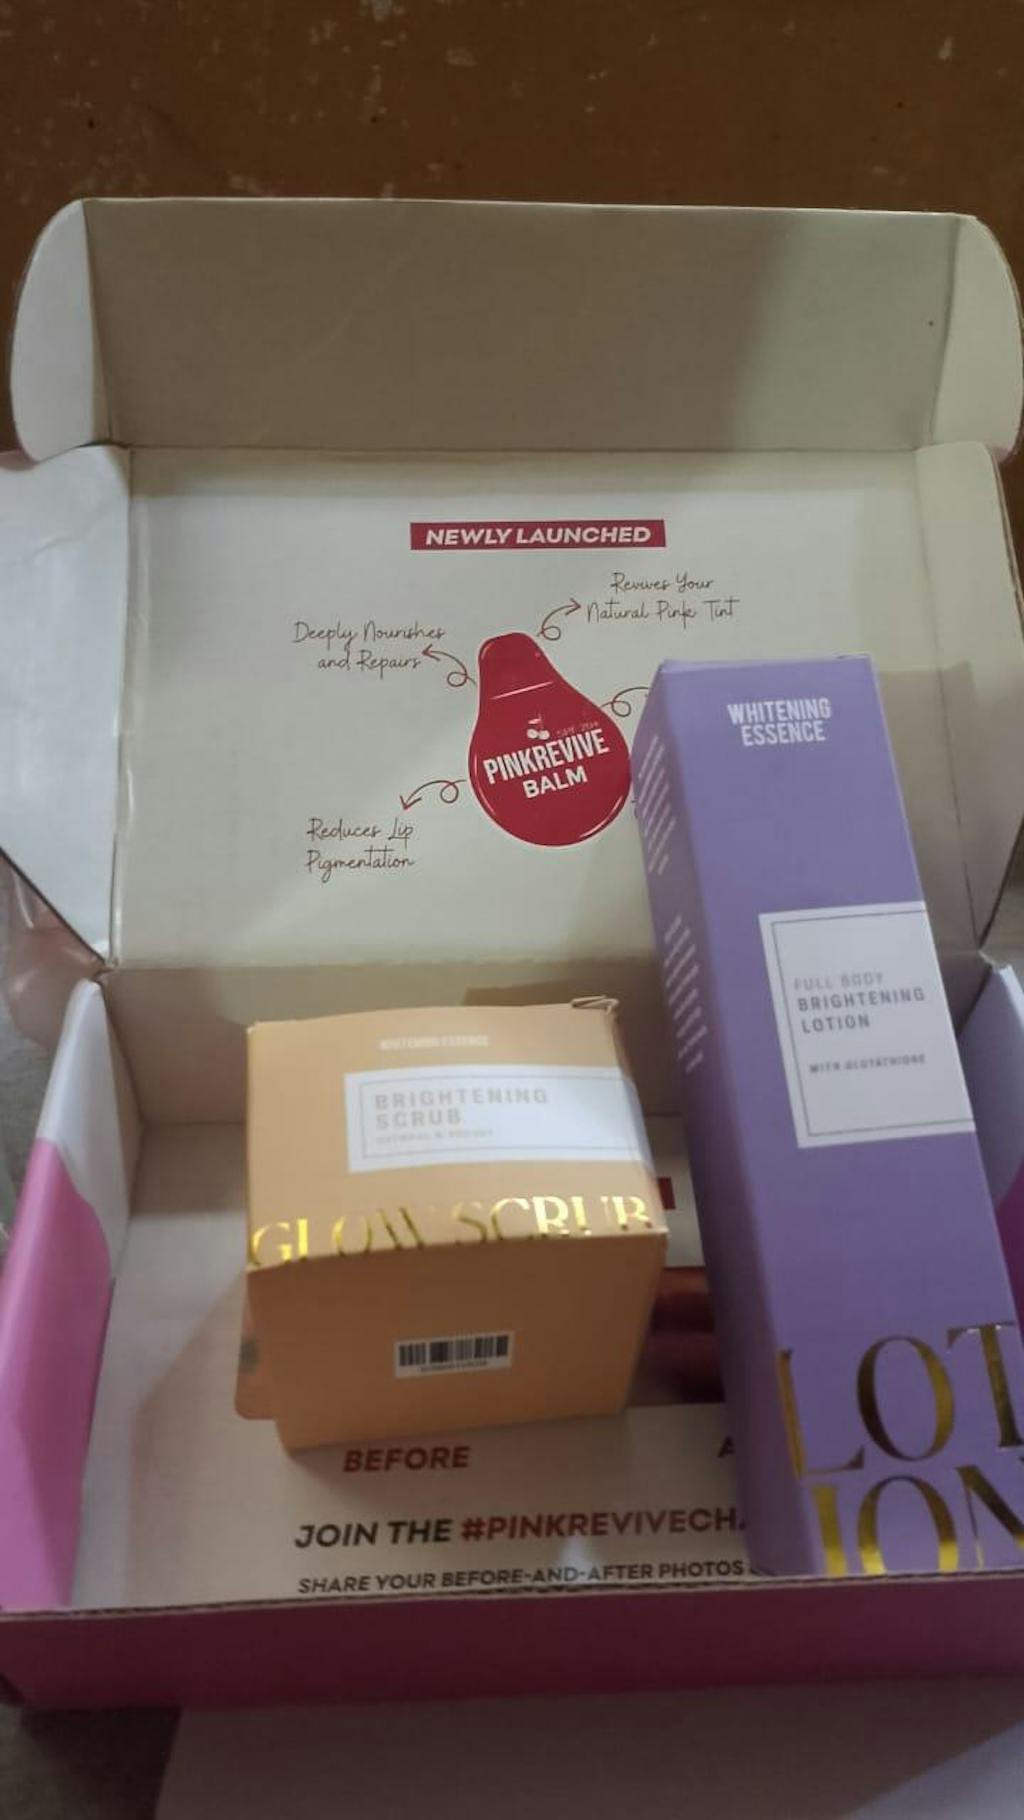 NEWLY LAUNCHED
Revives Your
Natural Pink Tint
Deeply Nourishes
and Repairs
PINKREVIVE
BALM
Reduces Lip
Pigmentation
WHITENING
ESSENCE
FULL BODY
BRIGHTENING
LOTION
WITH GLUTATHIONE
LOT
ION
WHITENING ESSENCE
BRIGHTENING
SCRUB
GLOW SCRUB
BEFORE
JOIN THE #PINKREVIVECHA
SHARE YOUR BEFORE-AND-AFTER PHOTOS